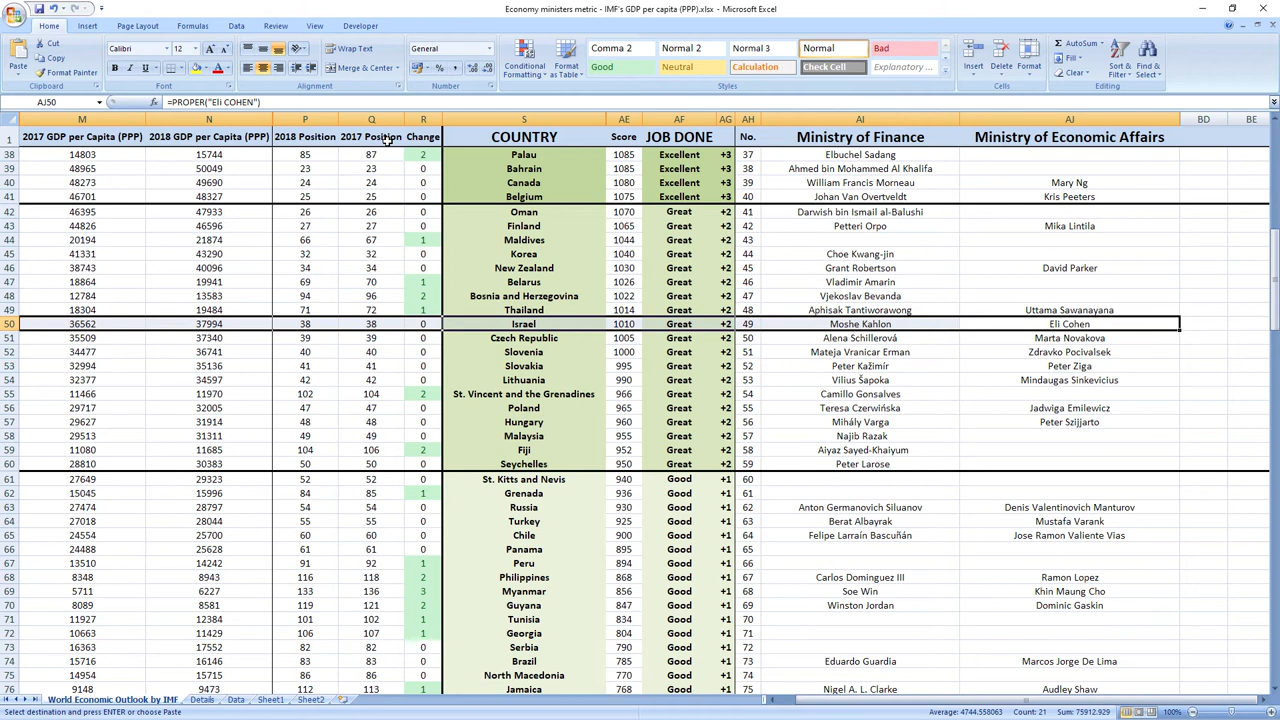 Economy ministers metric - IMF's GDP per capita (PPP).xlsx - Microsoft Excel
Home Insert Page Layout Formulas Data Review View Developer
Paste Cut Copy Format Painter Clipboard
Calibri 12 Font
Wrap Text Merge & Center Alignment
General Number
Conditional Formatting Format as Table
Comma 2 Normal 2 Normal 3 Normal Bad
Good Neutral Calculation Check Cell Explanatory ...
Styles
Insert Delete Format Cells
AutoSum Fill Clear Sort & Filter Find & Select Editing
AJ50 =PROPER("Eli COHEN")
M N P Q R S AE AF AG AH AI AJ BD BE
1 2017 GDP per Capita (PPP) 2018 GDP per Capita (PPP) 2018 Position 2017 Position Change COUNTRY Score JOB DONE No. Ministry of Finance Ministry of Economic Affairs
38 14803 15744 85 87 2 Palau 1085 Excellent +3 37 Elbuchel Sadang
39 48965 50049 23 23 0 Bahrain 1085 Excellent +3 38 Ahmed bin Mohammed Al Khalifa
40 48273 49690 24 24 0 Canada 1080 Excellent +3 39 William Francis Morneau Mary Ng
41 46701 48327 25 25 0 Belgium 1075 Excellent +3 40 Johan Van Overtveldt Kris Peeters
42 46395 47933 26 26 0 Oman 1070 Great +2 41 Darwish bin Ismail al-Balushi
43 44826 46596 27 27 0 Finland 1065 Great +2 42 Petteri Orpo Mika Lintila
44 20194 21874 66 67 1 Maldives 1044 Great +2 43
45 41331 43290 32 32 0 Korea 1040 Great +2 44 Choe Kwang-jin
46 38743 40096 34 34 0 New Zealand 1030 Great +2 45 Grant Robertson David Parker
47 18864 19941 69 70 1 Belarus 1026 Great +2 46 Vladimir Amarin
48 12784 13583 94 96 2 Bosnia and Herzegovina 1022 Great +2 47 Vjekoslav Bevanda
49 18304 19484 71 72 1 Thailand 1014 Great +2 48 Aphisak Tantiworawong Uttama Sawanayana
50 36562 37994 38 38 0 Israel 1010 Great +2 49 Moshe Kahlon Eli Cohen
51 35509 37340 39 39 0 Czech Republic 1005 Great +2 50 Alena Schillerová Marta Novakova
52 34477 36741 40 40 0 Slovenia 1000 Great +2 51 Mateja Vranicar Erman Zdravko Pocivalsek
53 32994 35136 41 41 0 Slovakia 995 Great +2 52 Peter Kažimír Peter Ziga
54 32377 34597 42 42 0 Lithuania 990 Great +2 53 Vilius Šapoka Mindaugas Sinkevicius
55 11466 11970 102 104 2 St. Vincent and the Grenadines 966 Great +2 54 Camillo Gonsalves
56 29717 32005 47 47 0 Poland 965 Great +2 55 Teresa Czerwińska Jadwiga Emilewicz
57 29627 31914 48 48 0 Hungary 960 Great +2 56 Mihály Varga Peter Szijjarto
58 29513 31311 49 49 0 Malaysia 955 Great +2 57 Najib Razak
59 11080 11685 104 106 2 Fiji 952 Great +2 58 Aiyaz Sayed-Khaiyum
60 28810 30383 50 50 0 Seychelles 950 Great +2 59 Peter Larose
61 27649 29323 52 52 0 St. Kitts and Nevis 940 Good +1 60
62 15045 15996 84 85 1 Grenada 936 Good +1 61
63 27474 28797 54 54 0 Russia 930 Good +1 62 Anton Germanovich Siluanov Denis Valentinovich Manturov
64 27018 28044 55 55 0 Turkey 925 Good +1 63 Berat Albayrak Mustafa Varank
65 24554 25700 60 60 0 Chile 900 Good +1 64 Felipe Larraín Bascuñán Jose Ramon Valiente Vias
66 24488 25628 61 61 0 Panama 895 Good +1 65
67 13510 14242 91 92 1 Peru 894 Good +1 66
68 8348 8943 116 118 2 Philippines 868 Good +1 67 Carlos Dominguez III Ramon Lopez
69 5711 6227 133 136 3 Myanmar 856 Good +1 68 Soe Win Khin Maung Cho
70 8089 8581 119 121 2 Guyana 847 Good +1 69 Winston Jordan Dominic Gaskin
71 11927 12384 101 102 1 Tunisia 834 Good +1 70
72 10663 11429 106 107 1 Georgia 804 Good +1 71
73 16363 17552 82 82 0 Serbia 790 Good +1 72
74 15716 16146 83 83 0 Brazil 785 Good +1 73 Eduardo Guardia Marcos Jorge De Lima
75 14954 15715 86 86 0 North Macedonia 770 Good +1 74
76 9148 9473 112 113 1 Jamaica 768 Good +1 75 Nigel A. L. Clarke Audley Shaw
World Economic Outlook by IMF Details Data Sheet1 Sheet2
Select destination and press ENTER or choose Paste Average: 4744.558063 Count: 21 Sum: 75912.929 100%